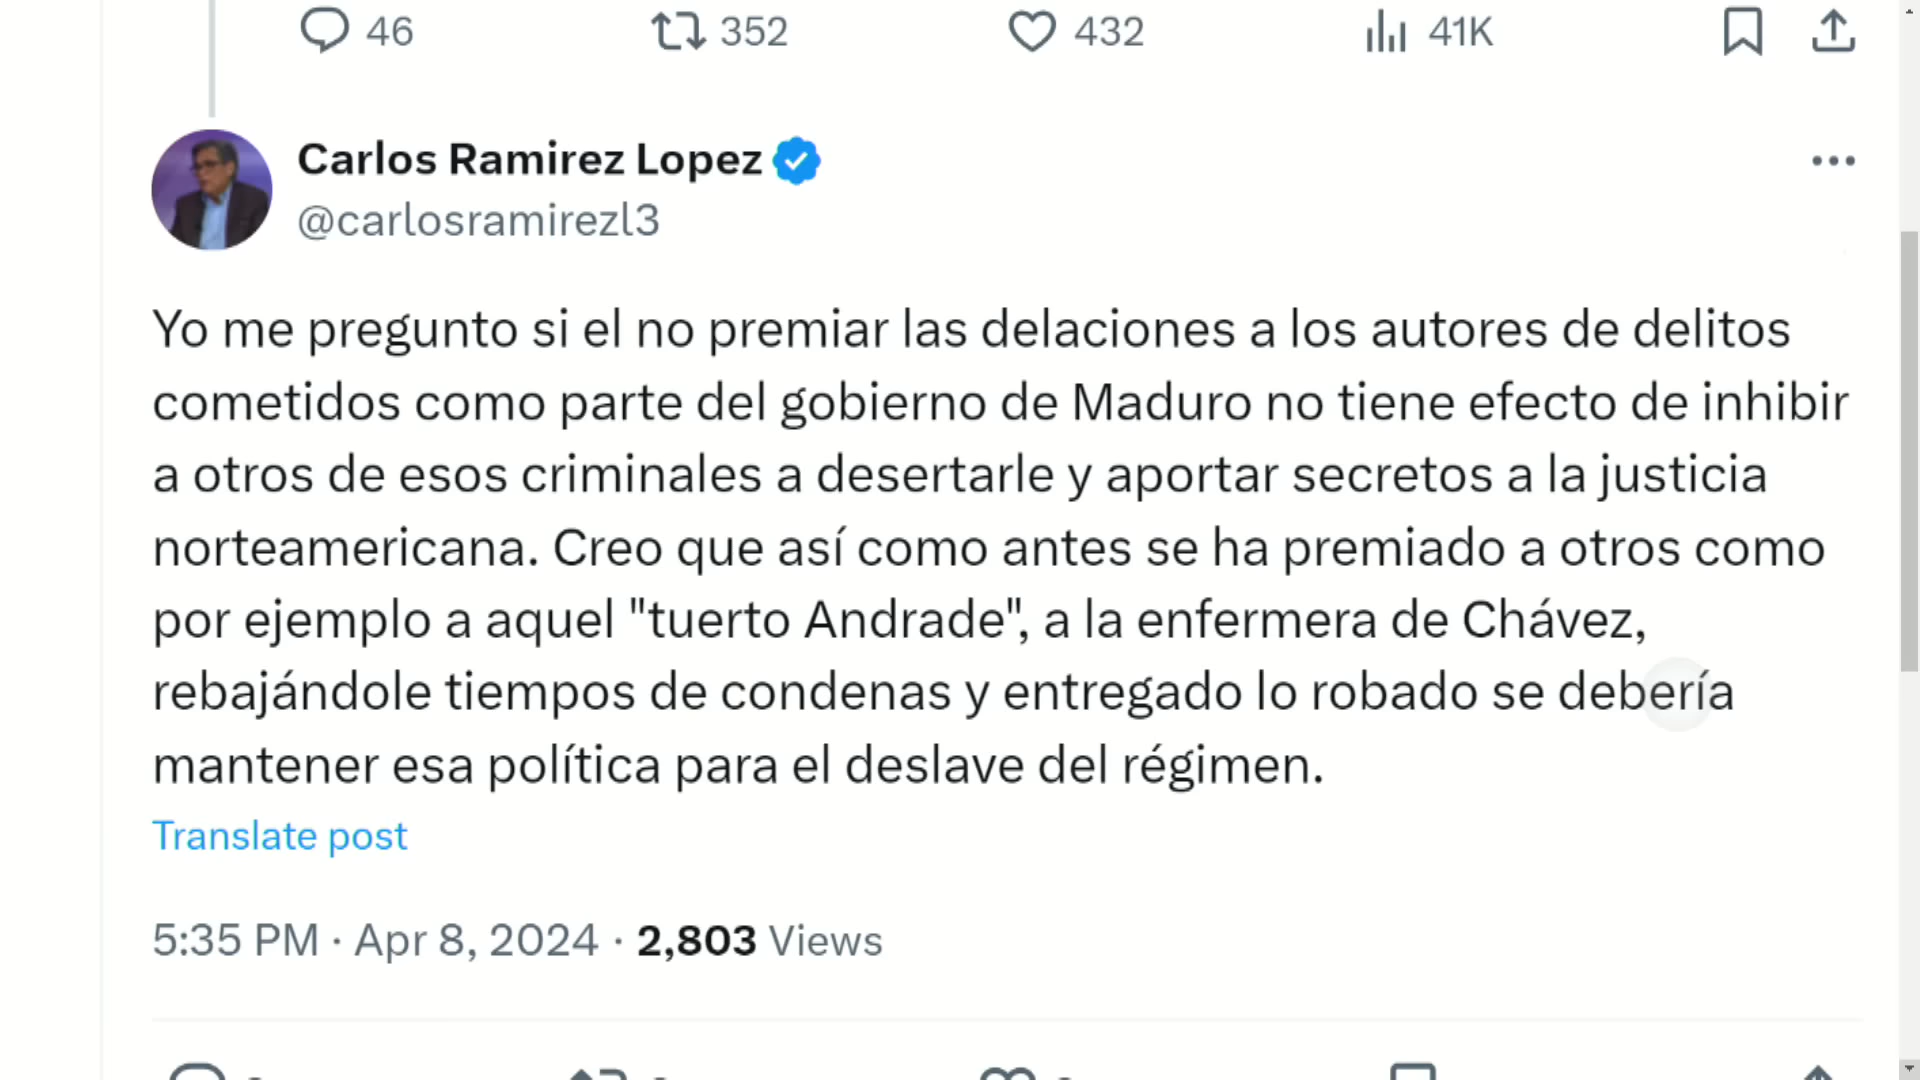 46 352 432 41K
Carlos Ramirez Lopez
@carlosramirezl3
Yo me pregunto si el no premiar las delaciones a los autores de delitos
cometidos como parte del gobierno de Maduro no tiene efecto de inhibir
a otros de esos criminales a desertarle y aportar secretos a la justicia
norteamericana. Creo que así como antes se ha premiado a otros como
por ejemplo a aquel "tuerto Andrade", a la enfermera de Chávez,
rebajándole tiempos de condenas y entregado lo robado se debería
mantener esa política para el deslave del régimen.
Translate post
5:35 PM · Apr 8, 2024 · 2,803 Views